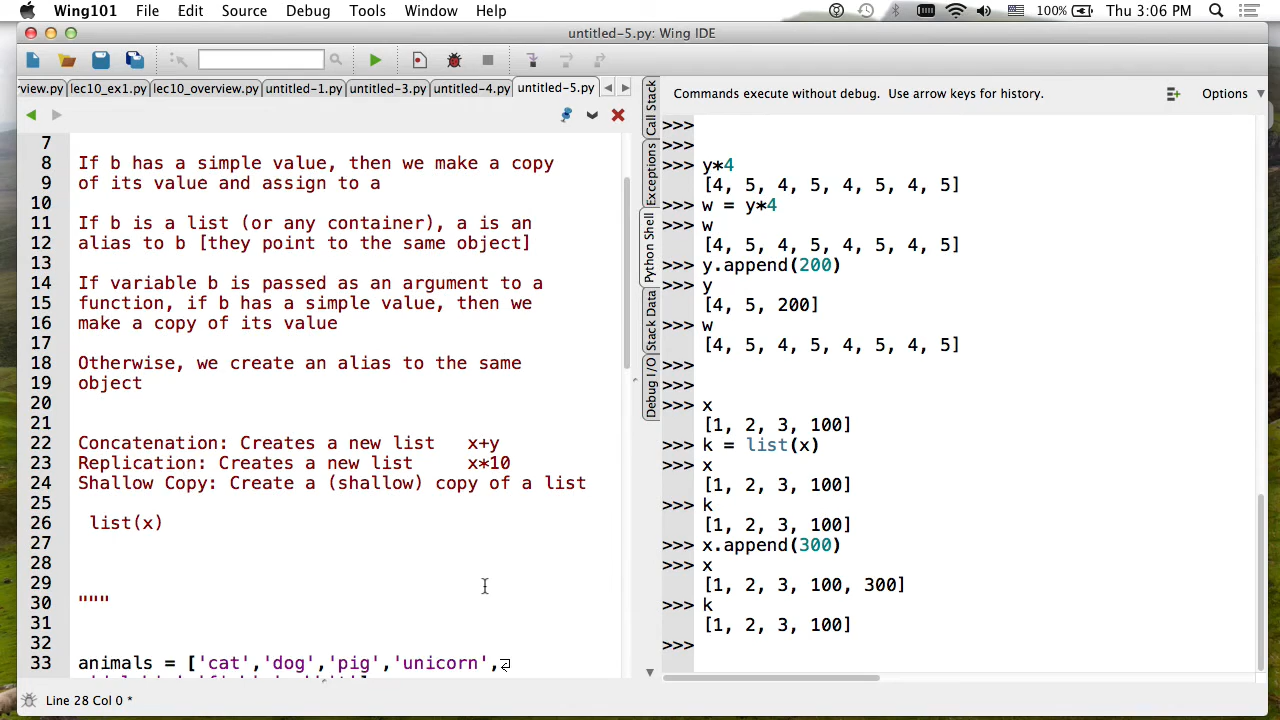 Wing101 File Edit Source Debug Tools Window Help 100% Thu 3:06 PM
untitled-5.py: Wing IDE
rview.py lec10_ex1.py lec10_overview.py untitled-1.py untitled-3.py untitled-4.py untitled-5.py
7
8 If b has a simple value, then we make a copy
9 of its value and assign to a
10
11 If b is a list (or any container), a is an
12 alias to b [they point to the same object]
13
14 If variable b is passed as an argument to a
15 function, if b has a simple value, then we
16 make a copy of its value
17
18 Otherwise, we create an alias to the same
19 object
20
21
22 Concatenation: Creates a new list x+y
23 Replication: Creates a new list x*10
24 Shallow Copy: Create a (shallow) copy of a list
25
26 list(x)
27
28
29
30 """
31
32
33 animals = ['cat','dog','pig','unicorn',
Line 28 Col 0 *
Call Stack
Exceptions
Python Shell
Stack Data
Debug I/O
Commands execute without debug. Use arrow keys for history. Options
>>>
>>>
>>> y*4
[4, 5, 4, 5, 4, 5, 4, 5]
>>> w = y*4
>>> w
[4, 5, 4, 5, 4, 5, 4, 5]
>>> y.append(200)
>>> y
[4, 5, 200]
>>> w
[4, 5, 4, 5, 4, 5, 4, 5]
>>>
>>>
>>> x
[1, 2, 3, 100]
>>> k = list(x)
>>> x
[1, 2, 3, 100]
>>> k
[1, 2, 3, 100]
>>> x.append(300)
>>> x
[1, 2, 3, 100, 300]
>>> k
[1, 2, 3, 100]
>>>